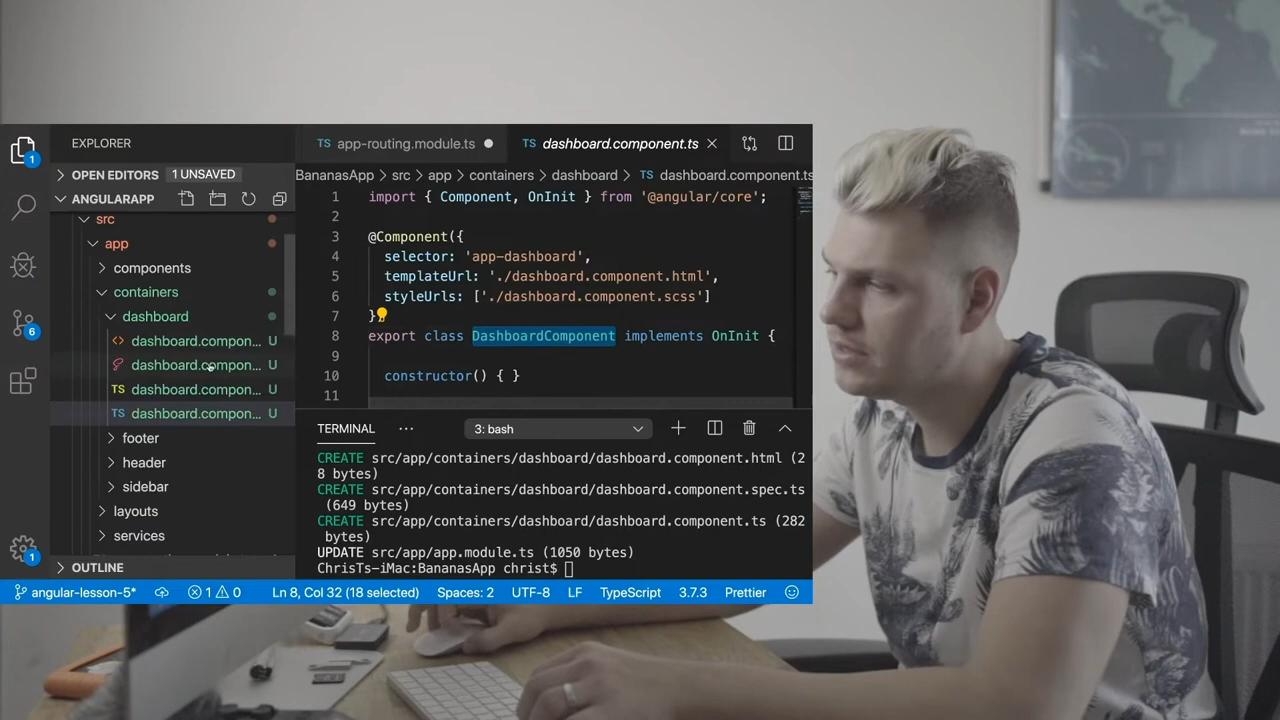 EXPLORER
OPEN EDITORS 1 UNSAVED
ANGULARAPP
src
app
components
containers
dashboard
dashboard.compon... U
dashboard.compon... U
TS dashboard.compon... U
TS dashboard.compon... U
footer
header
sidebar
layouts
services
OUTLINE
TS app-routing.module.ts
TS dashboard.component.ts
BananasApp > src > app > containers > dashboard > TS dashboard.component.ts
1 import { Component, OnInit } from '@angular/core';
2
3 @Component({
4 selector: 'app-dashboard',
5 templateUrl: './dashboard.component.html',
6 styleUrls: ['./dashboard.component.scss']
7 })
8 export class DashboardComponent implements OnInit {
9
10 constructor() { }
11
TERMINAL ... 3: bash
CREATE src/app/containers/dashboard/dashboard.component.html (2
8 bytes)
CREATE src/app/containers/dashboard/dashboard.component.spec.ts
(649 bytes)
CREATE src/app/containers/dashboard/dashboard.component.ts (282
bytes)
UPDATE src/app/app.module.ts (1050 bytes)
ChrisTs-iMac:BananasApp christ$
1
6
1
angular-lesson-5* 1 0 Ln 8, Col 32 (18 selected) Spaces: 2 UTF-8 LF TypeScript 3.7.3 Prettier